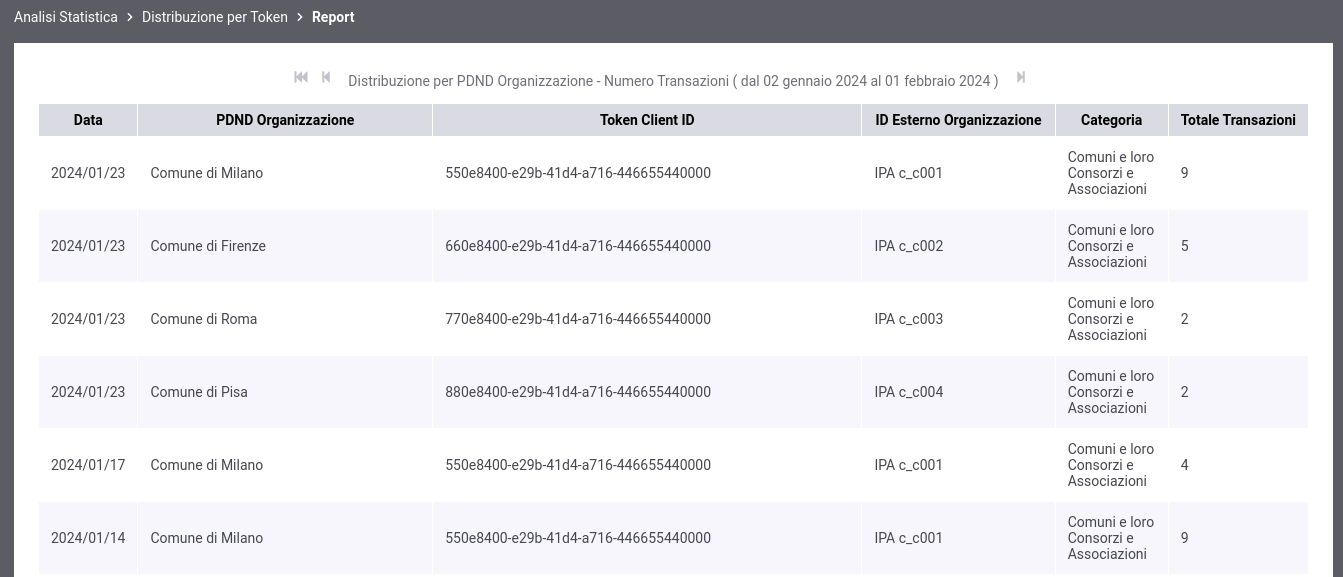 Analisi Statistica > Distribuzione per Token > Report
Distribuzione per PDND Organizzazione - Numero Transazioni ( dal 02 gennaio 2024 al 01 febbraio 2024 )
Data PDND Organizzazione Token Client ID ID Esterno Organizzazione Categoria Totale Transazioni
2024/01/23 Comune di Milano 550e8400-e29b-41d4-a716-446655440000 IPA c_c001 Comuni e loro Consorzi e Associazioni 9
2024/01/23 Comune di Firenze 660e8400-e29b-41d4-a716-446655440000 IPA c_c002 Comuni e loro Consorzi e Associazioni 5
2024/01/23 Comune di Roma 770e8400-e29b-41d4-a716-446655440000 IPA c_c003 Comuni e loro Consorzi e Associazioni 2
2024/01/23 Comune di Pisa 880e8400-e29b-41d4-a716-446655440000 IPA c_c004 Comuni e loro Consorzi e Associazioni 2
2024/01/17 Comune di Milano 550e8400-e29b-41d4-a716-446655440000 IPA c_c001 Comuni e loro Consorzi e Associazioni 4
2024/01/14 Comune di Milano 550e8400-e29b-41d4-a716-446655440000 IPA c_c001 Comuni e loro Consorzi e Associazioni 9